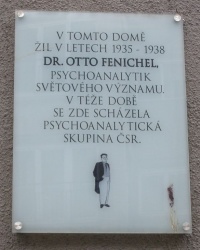 V TOMTO DOMĚ
ŽIL V LETECH 1935 - 1938
DR. OTTO FENICHEL,
PSYCHOANALYTIK
SVĚTOVÉHO VÝZNAMU.
V TÉŽE DOBĚ
SE ZDE SCHÁZELA
PSYCHOANALYTICKÁ
SKUPINA ČSR.